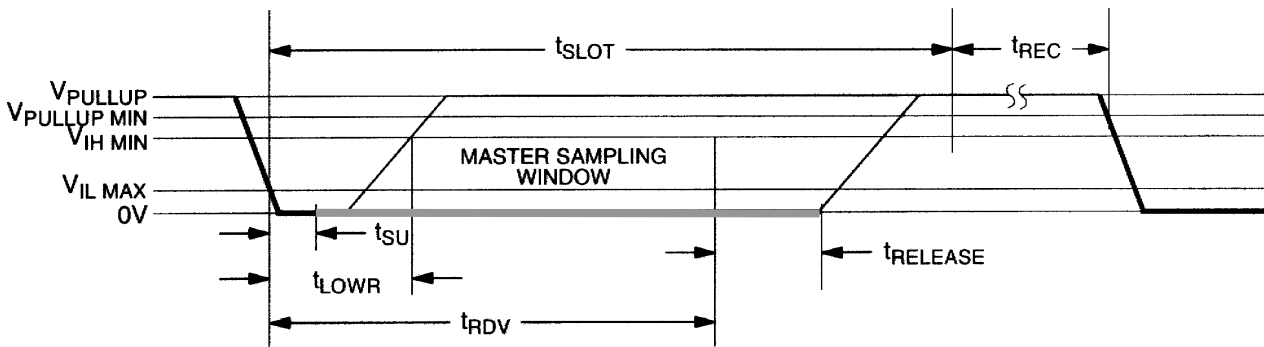 tSLOT
tREC
VPULLUP
VPULLUP MIN
VIH MIN
MASTER SAMPLING
WINDOW
VIL MAX
0V
tSU
tRELEASE
tLOWR
tRDV